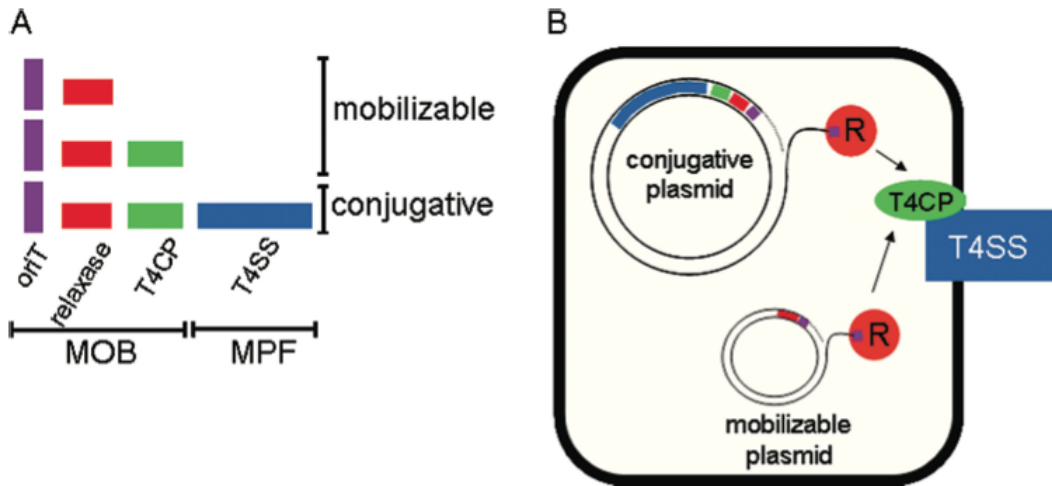 A
mobilizable
conjugative
oriT
relaxase
T4CP
T4SS
MOB
MPF
B
conjugative
plasmid
R
T4CP
T4SS
R
mobilizable
plasmid